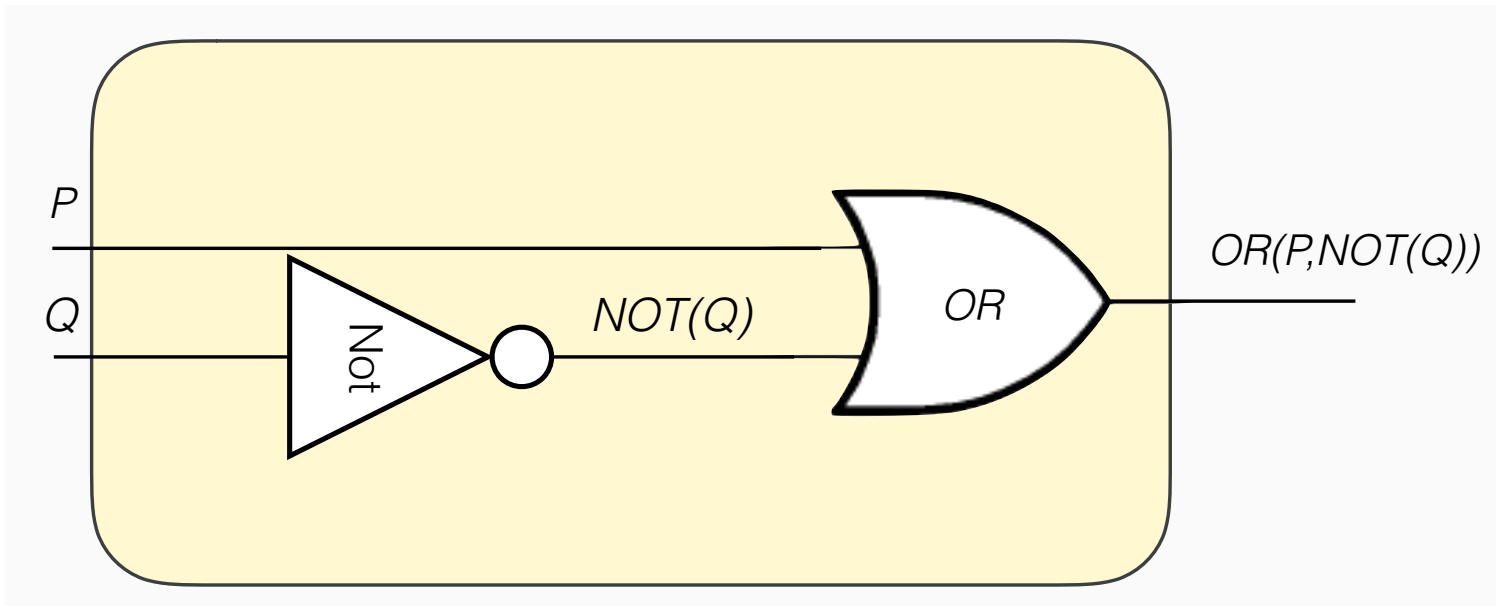 P
Q
Not
NOT(Q)
OR
OR(P,NOT(Q))